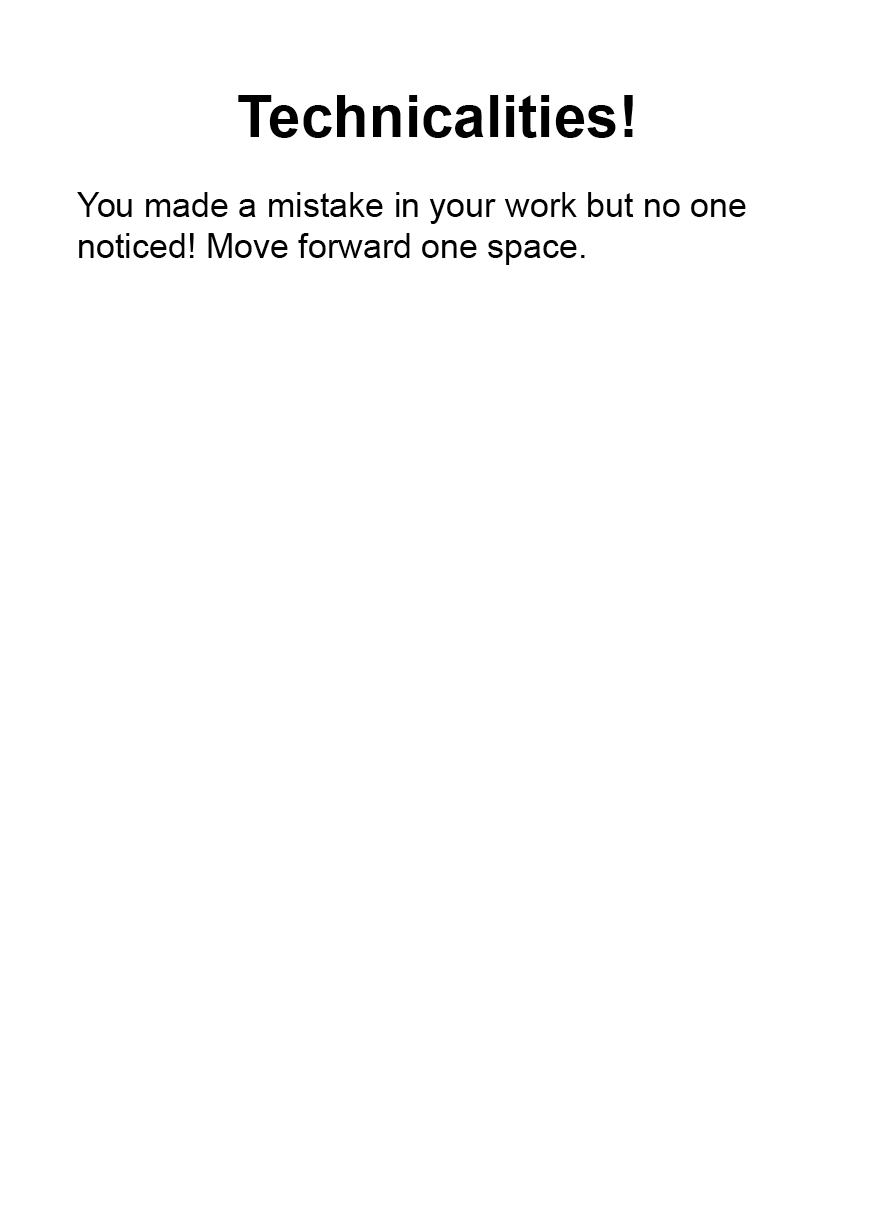 Technicalities!
You made a mistake in your work but no one
noticed! Move forward one space.